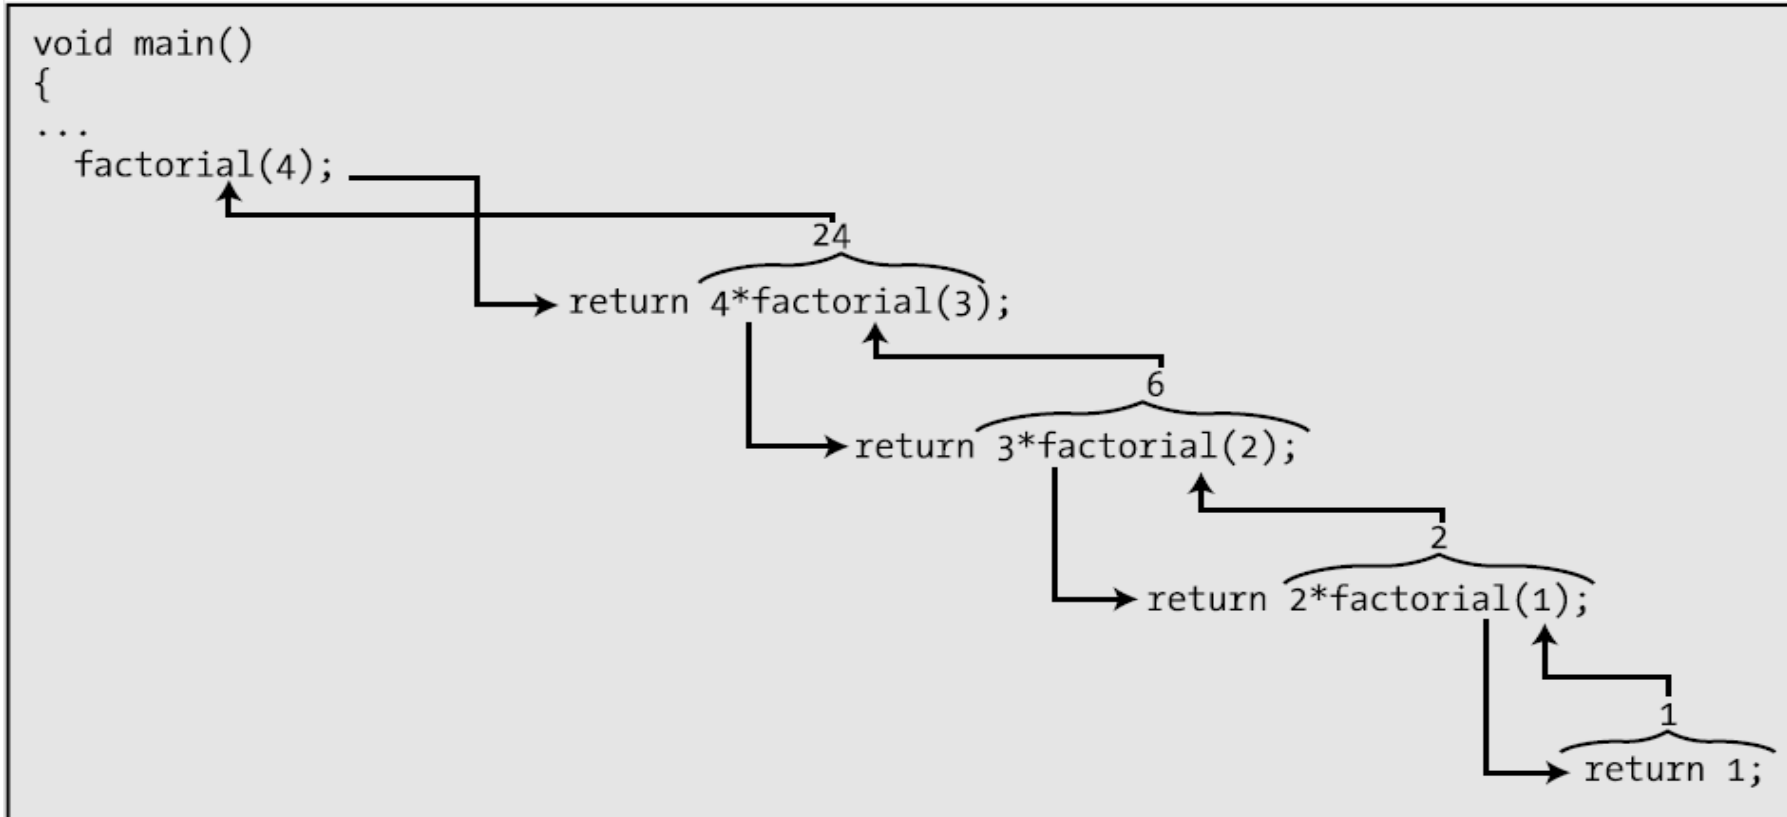 void main()
{
...
factorial(4);
24
return 4*factorial(3);
6
return 3*factorial(2);
2
return 2*factorial(1);
1
return 1;